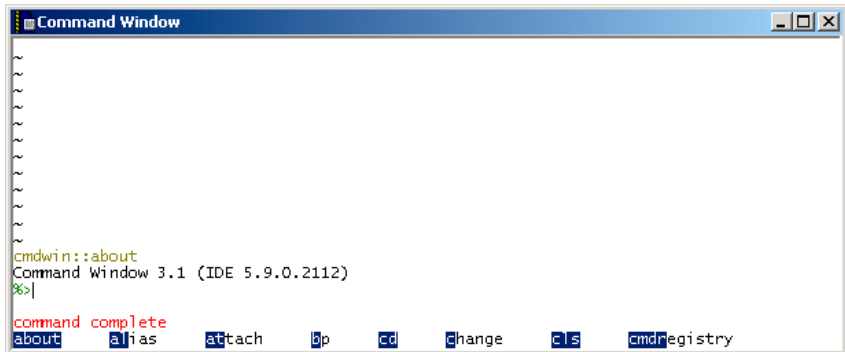 Command Window
~
~
~
~
~
~
~
~
~
~
~
~
cmdwin::about
Command Window 3.1 (IDE 5.9.0.2112)
%>
command complete
about alias attach bp cd change cls cmdregistry